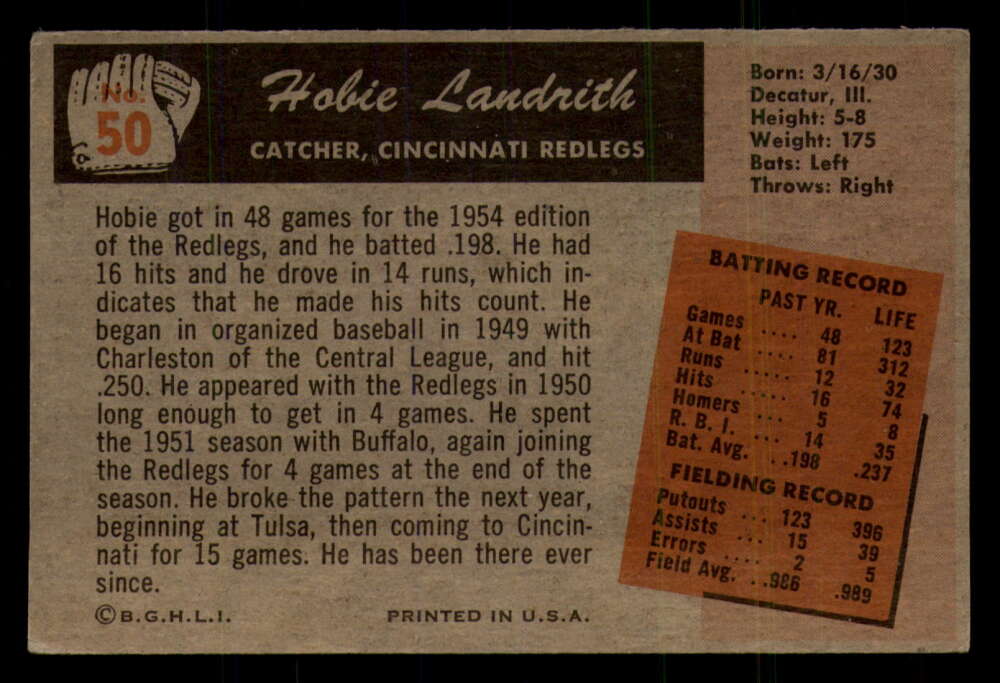 No.
50
Hobie Landrith
CATCHER, CINCINNATI REDLEGS
Born: 3/16/30
Decatur, Ill.
Height: 5-8
Weight: 175
Bats: Left
Throws: Right
Hobie got in 48 games for the 1954 edition
of the Redlegs, and he batted .198. He had
16 hits and he drove in 14 runs, which in-
dicates that he made his hits count. He
began in organized baseball in 1949 with
Charleston of the Central League, and hit
.250. He appeared with the Redlegs in 1950
long enough to get in 4 games. He spent
the 1951 season with Buffalo, again joining
the Redlegs for 4 games at the end of the
season. He broke the pattern the next year,
beginning at Tulsa, then coming to Cincin-
nati for 15 games. He has been there ever
since.
BATTING RECORD
PAST YR. LIFE
Games .... 48 123
At Bat .... 81 312
Runs ..... 12 32
Hits ..... 16 74
Homers ... 5 8
R. B. I. ... 14 35
Bat. Avg. ...198 .237
FIELDING RECORD
Putouts ... 123 396
Assists ... 15 39
Errors .... 2 5
Field Avg. ..986 .989
© B.G.H.L.I. PRINTED IN U.S.A.